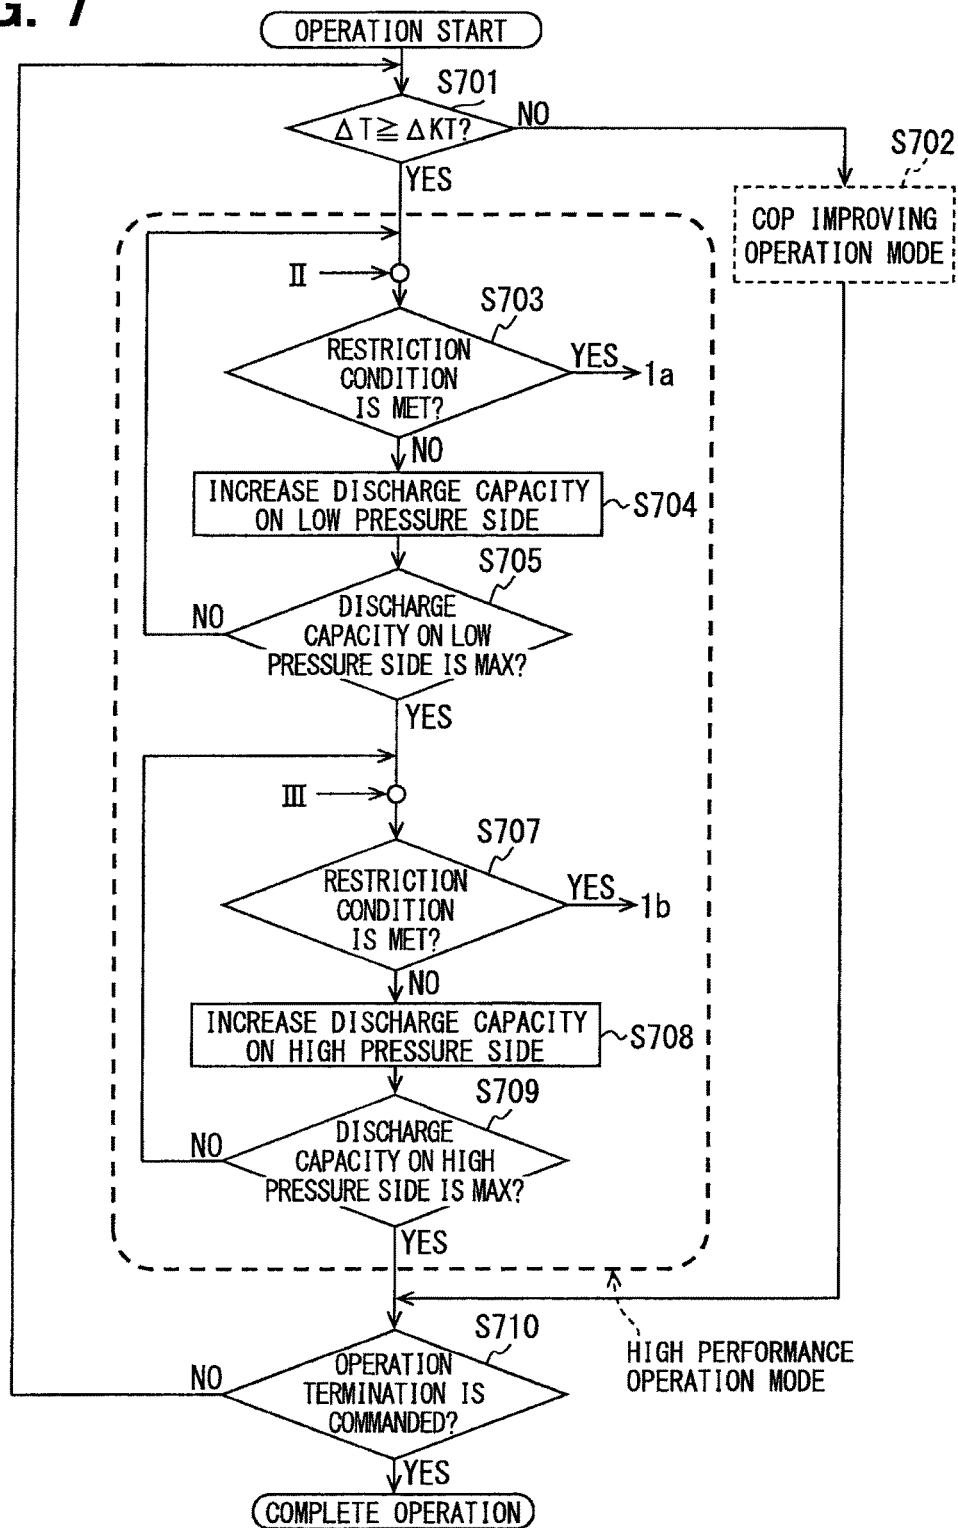 G. 7
OPERATION START
S701
ΔT≧ΔKT?
NO
YES
S702
COP IMPROVING
OPERATION MODE
II
S703
RESTRICTION
CONDITION
IS MET?
YES
1a
NO
INCREASE DISCHARGE CAPACITY
ON LOW PRESSURE SIDE
S704
S705
DISCHARGE
CAPACITY ON LOW
PRESSURE SIDE IS MAX?
NO
YES
III
S707
RESTRICTION
CONDITION
IS MET?
YES
1b
NO
INCREASE DISCHARGE CAPACITY
ON HIGH PRESSURE SIDE
S708
S709
DISCHARGE
CAPACITY ON HIGH
PRESSURE SIDE IS MAX?
NO
YES
S710
OPERATION
TERMINATION IS
COMMANDED?
NO
HIGH PERFORMANCE
OPERATION MODE
YES
COMPLETE OPERATION